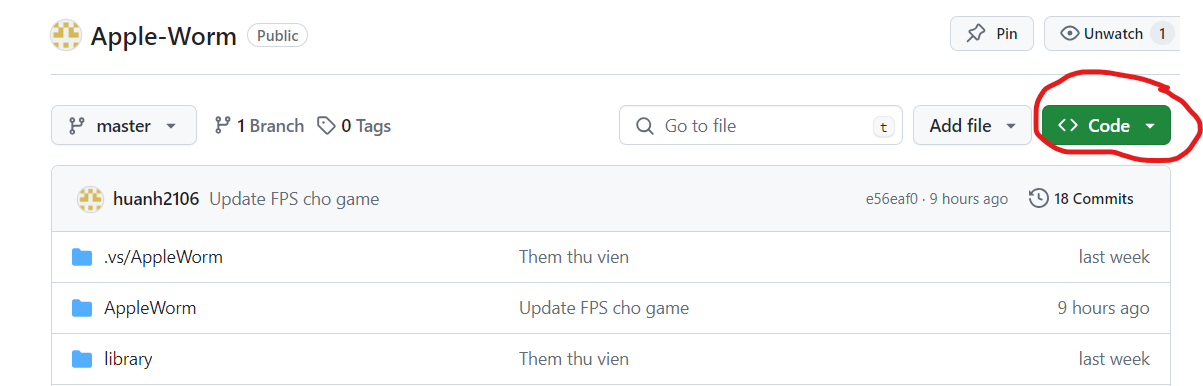 Apple-Worm Public Pin Unwatch 1
master 1 Branch 0 Tags Go to file t Add file Code
huanh2106 Update FPS cho game e56eaf0 · 9 hours ago 18 Commits
.vs/AppleWorm Them thu vien last week
AppleWorm Update FPS cho game 9 hours ago
library Them thu vien last week